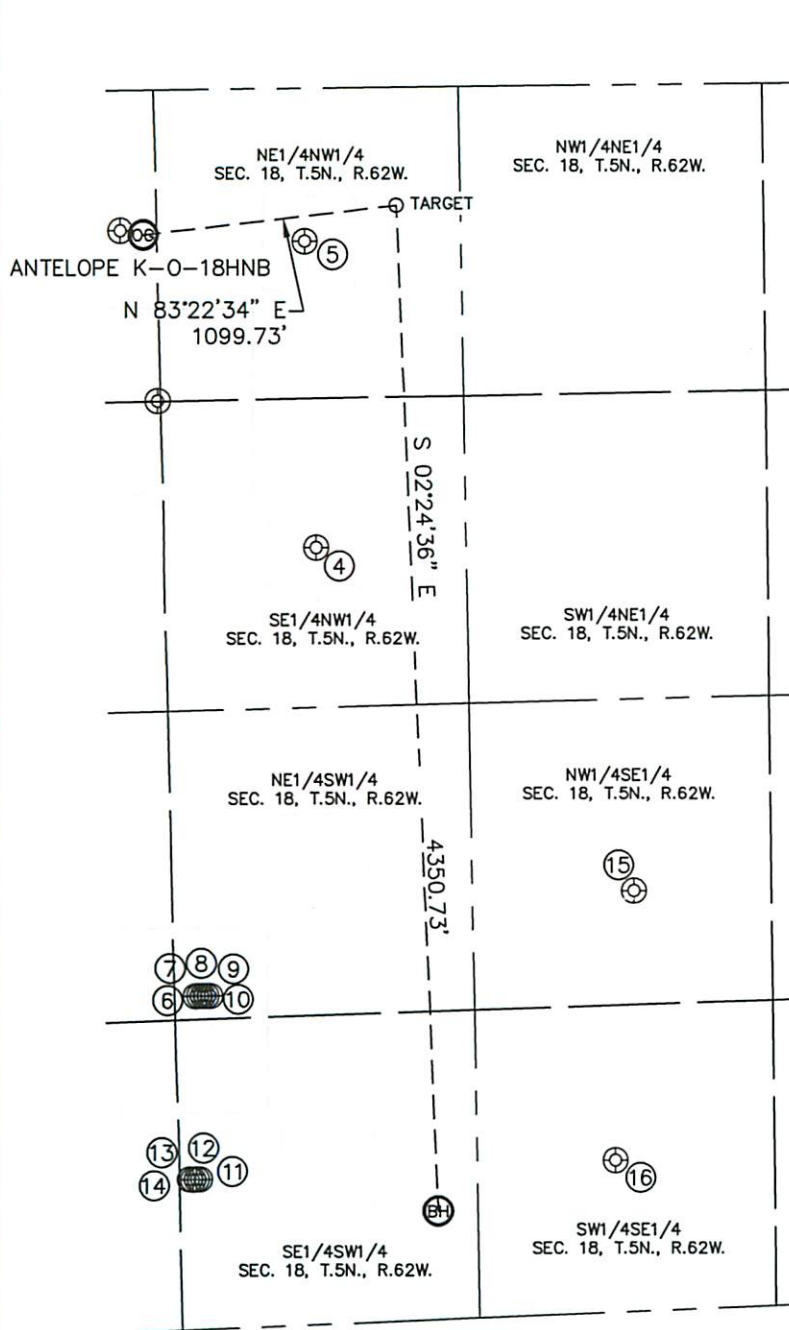 NE1/4NW1/4
SEC. 18, T.5N., R.62W.
NW1/4NE1/4
SEC. 18, T.5N., R.62W.
TARGET
5
ANTELOPE K-O-18HNB
N 83°22'34" E
1099.73'
S 02°24'36" E
4
SE1/4NW1/4
SEC. 18, T.5N., R.62W.
SW1/4NE1/4
SEC. 18, T.5N., R.62W.
NE1/4SW1/4
SEC. 18, T.5N., R.62W.
NW1/4SE1/4
SEC. 18, T.5N., R.62W.
4350.73'
15
7 8 9
6 10
13 12
14 11
16
BH
SE1/4SW1/4
SEC. 18, T.5N., R.62W.
SW1/4SE1/4
SEC. 18, T.5N., R.62W.